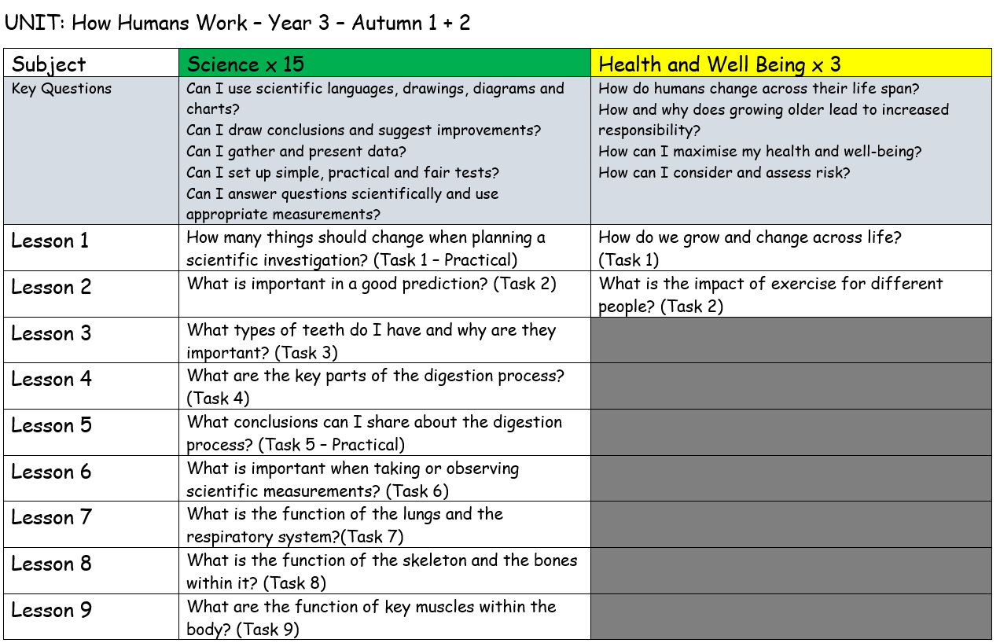 UNIT: How Humans Work – Year 3 – Autumn 1 + 2
Subject
Science x 15
Health and Well Being x 3
Key Questions
Can I use scientific languages, drawings, diagrams and
charts?
Can I draw conclusions and suggest improvements?
Can I gather and present data?
Can I set up simple, practical and fair tests?
Can I answer questions scientifically and use
appropriate measurements?
How do humans change across their life span?
How and why does growing older lead to increased
responsibility?
How can I maximise my health and well-being?
How can I consider and assess risk?
Lesson 1
How many things should change when planning a
scientific investigation? (Task 1 – Practical)
How do we grow and change across life?
(Task 1)
Lesson 2
What is important in a good prediction? (Task 2)
What is the impact of exercise for different
people? (Task 2)
Lesson 3
What types of teeth do I have and why are they
important? (Task 3)
Lesson 4
What are the key parts of the digestion process?
(Task 4)
Lesson 5
What conclusions can I share about the digestion
process? (Task 5 – Practical)
Lesson 6
What is important when taking or observing
scientific measurements? (Task 6)
Lesson 7
What is the function of the lungs and the
respiratory system?(Task 7)
Lesson 8
What is the function of the skeleton and the bones
within it? (Task 8)
Lesson 9
What are the function of key muscles within the
body? (Task 9)